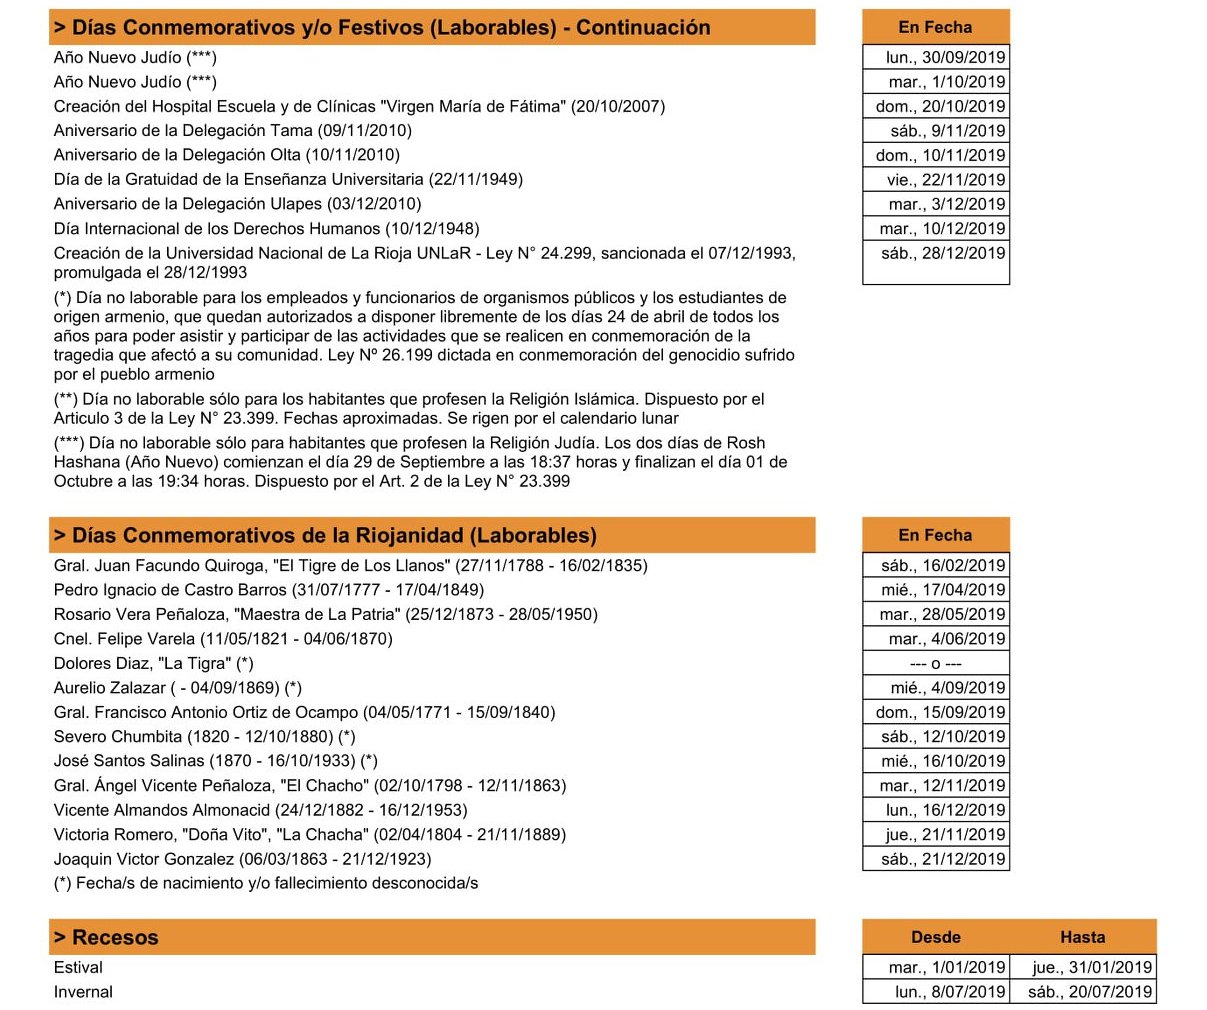 > Días Conmemorativos y/o Festivos (Laborables) - Continuación En Fecha
Año Nuevo Judío (***) lun., 30/09/2019
Año Nuevo Judío (***) mar., 1/10/2019
Creación del Hospital Escuela y de Clínicas "Virgen María de Fátima" (20/10/2007) dom., 20/10/2019
Aniversario de la Delegación Tama (09/11/2010) sáb., 9/11/2019
Aniversario de la Delegación Olta (10/11/2010) dom., 10/11/2019
Día de la Gratuidad de la Enseñanza Universitaria (22/11/1949) vie., 22/11/2019
Aniversario de la Delegación Ulapes (03/12/2010) mar., 3/12/2019
Día Internacional de los Derechos Humanos (10/12/1948) mar., 10/12/2019
Creación de la Universidad Nacional de La Rioja UNLaR - Ley N° 24.299, sancionada el 07/12/1993, sáb., 28/12/2019
promulgada el 28/12/1993
(*) Día no laborable para los empleados y funcionarios de organismos públicos y los estudiantes de
origen armenio, que quedan autorizados a disponer libremente de los días 24 de abril de todos los
años para poder asistir y participar de las actividades que se realicen en conmemoración de la
tragedia que afectó a su comunidad. Ley Nº 26.199 dictada en conmemoración del genocidio sufrido
por el pueblo armenio
(**) Día no laborable sólo para los habitantes que profesen la Religión Islámica. Dispuesto por el
Articulo 3 de la Ley N° 23.399. Fechas aproximadas. Se rigen por el calendario lunar
(***) Día no laborable sólo para habitantes que profesen la Religión Judía. Los dos días de Rosh
Hashana (Año Nuevo) comienzan el día 29 de Septiembre a las 18:37 horas y finalizan el día 01 de
Octubre a las 19:34 horas. Dispuesto por el Art. 2 de la Ley N° 23.399
> Días Conmemorativos de la Riojanidad (Laborables) En Fecha
Gral. Juan Facundo Quiroga, "El Tigre de Los Llanos" (27/11/1788 - 16/02/1835) sáb., 16/02/2019
Pedro Ignacio de Castro Barros (31/07/1777 - 17/04/1849) mié., 17/04/2019
Rosario Vera Peñaloza, "Maestra de La Patria" (25/12/1873 - 28/05/1950) mar., 28/05/2019
Cnel. Felipe Varela (11/05/1821 - 04/06/1870) mar., 4/06/2019
Dolores Diaz, "La Tigra" (*) --- o ---
Aurelio Zalazar ( - 04/09/1869) (*) mié., 4/09/2019
Gral. Francisco Antonio Ortiz de Ocampo (04/05/1771 - 15/09/1840) dom., 15/09/2019
Severo Chumbita (1820 - 12/10/1880) (*) sáb., 12/10/2019
José Santos Salinas (1870 - 16/10/1933) (*) mié., 16/10/2019
Gral. Ángel Vicente Peñaloza, "El Chacho" (02/10/1798 - 12/11/1863) mar., 12/11/2019
Vicente Almandos Almonacid (24/12/1882 - 16/12/1953) lun., 16/12/2019
Victoria Romero, "Doña Vito", "La Chacha" (02/04/1804 - 21/11/1889) jue., 21/11/2019
Joaquin Victor Gonzalez (06/03/1863 - 21/12/1923) sáb., 21/12/2019
(*) Fecha/s de nacimiento y/o fallecimiento desconocida/s
> Recesos Desde Hasta
Estival mar., 1/01/2019 jue., 31/01/2019
Invernal lun., 8/07/2019 sáb., 20/07/2019